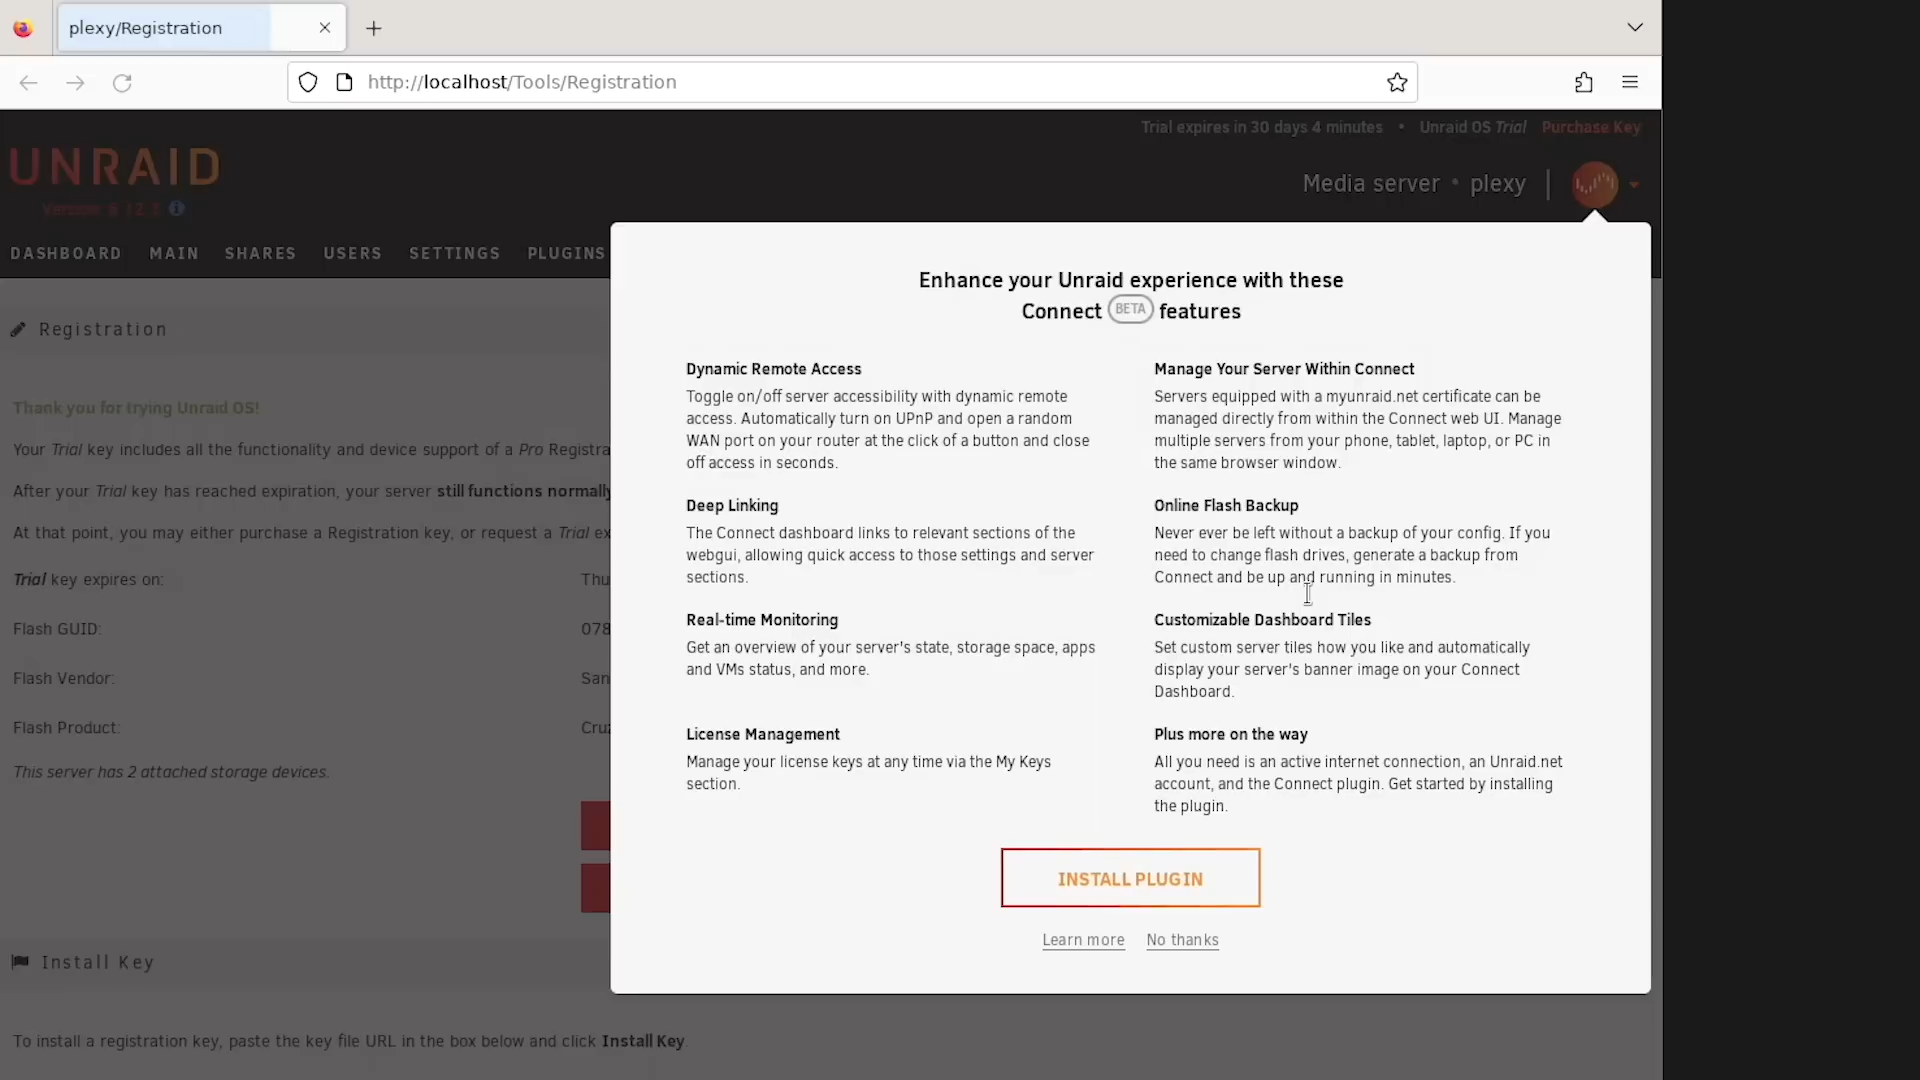 plexy/Registration
http://localhost/Tools/Registration
Trial expires in 30 days 4 minutes • Unraid OS Trial Purchase Key
UNRAID
Media server • plexy
DASHBOARD MAIN SHARES USERS SETTINGS PLUGINS
Registration
Thank you for trying Unraid OS!
Your Trial key includes all the functionality and device support of a Pro Registra
After your Trial key has reached expiration, your server still functions normally
At that point, you may either purchase a Registration key, or request a Trial ex
Trial key expires on: Thu
Flash GUID: 078
Flash Vendor: San
Flash Product: Cruz
This server has 2 attached storage devices.
Install Key
To install a registration key, paste the key file URL in the box below and click Install Key.
Enhance your Unraid experience with these
Connect BETA features
Dynamic Remote Access
Toggle on/off server accessibility with dynamic remote
access. Automatically turn on UPnP and open a random
WAN port on your router at the click of a button and close
off access in seconds.
Manage Your Server Within Connect
Servers equipped with a myunraid.net certificate can be
managed directly from within the Connect web UI. Manage
multiple servers from your phone, tablet, laptop, or PC in
the same browser window.
Deep Linking
The Connect dashboard links to relevant sections of the
webgui, allowing quick access to those settings and server
sections.
Online Flash Backup
Never ever be left without a backup of your config. If you
need to change flash drives, generate a backup from
Connect and be up and running in minutes.
Real-time Monitoring
Get an overview of your server's state, storage space, apps
and VMs status, and more.
Customizable Dashboard Tiles
Set custom server tiles how you like and automatically
display your server's banner image on your Connect
Dashboard.
License Management
Manage your license keys at any time via the My Keys
section.
Plus more on the way
All you need is an active internet connection, an Unraid.net
account, and the Connect plugin. Get started by installing
the plugin.
INSTALL PLUGIN
Learn more No thanks